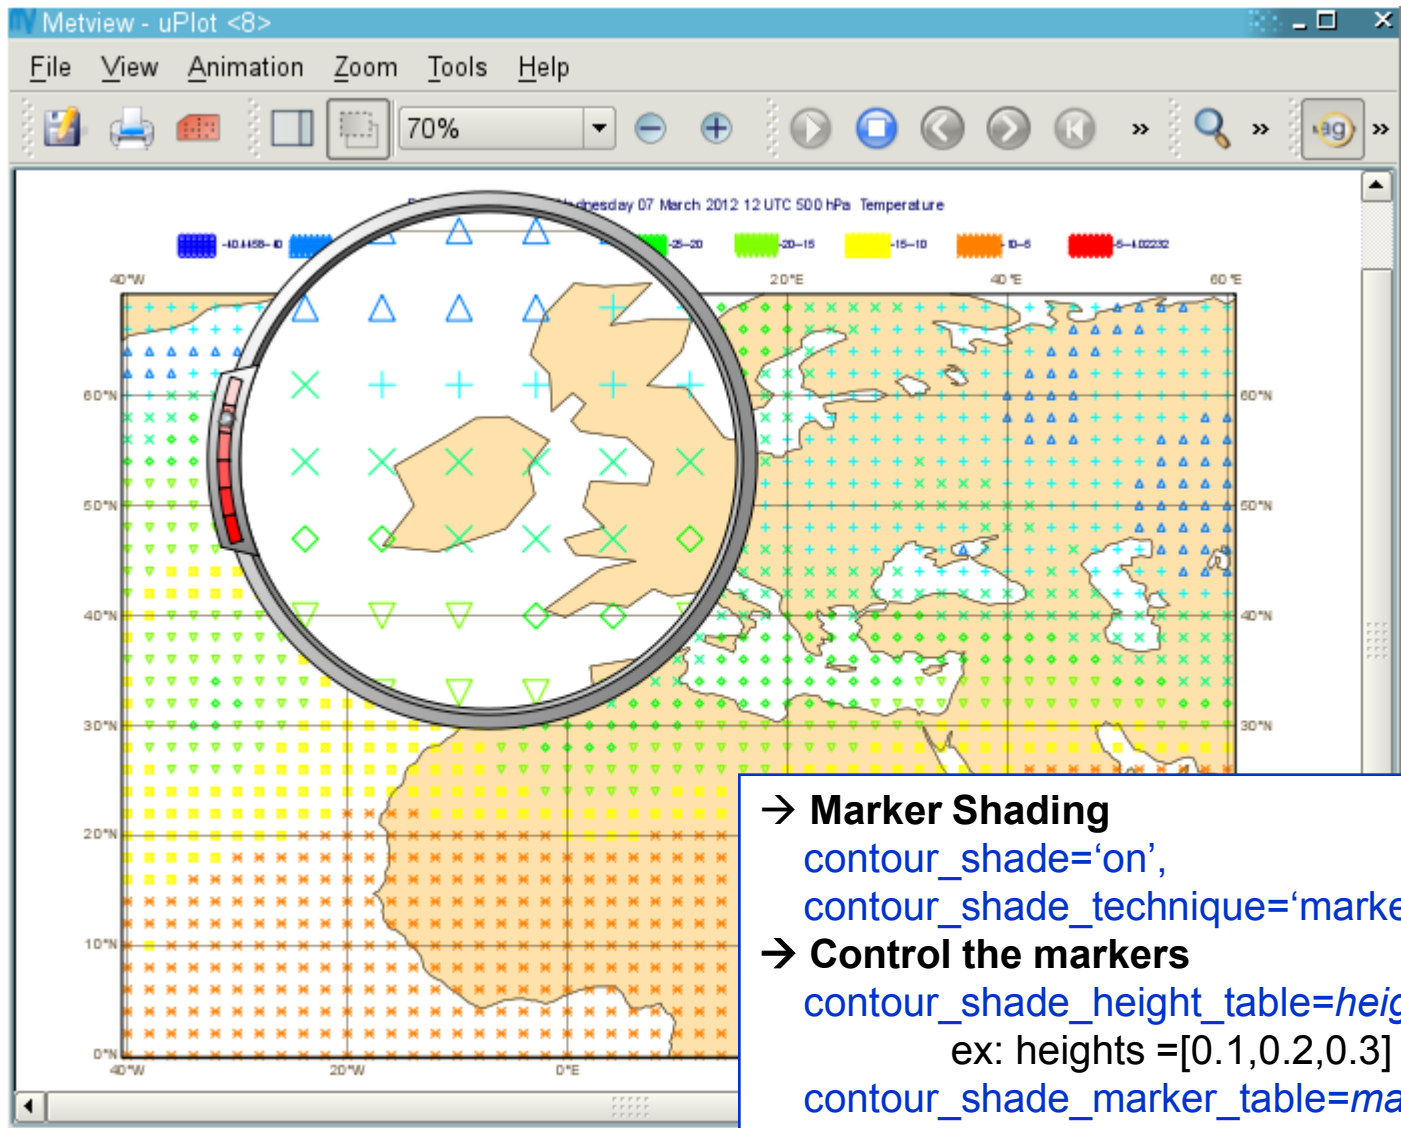 Metview - uPlot <8>
File View Animation Zoom Tools Help
70% » » »
07 March 2012 12 UTC 500 hPa Temperature
-25--20 -20--15 -15--10 -10--5 -5-4.02232
40°W 20°E 40°E 60°E
60°N 60°N
50°N 50°N
40°N 40°N
30°N 30°N
20°N
10°N
0°N
40°W 20°W 0°E
→ Marker Shading
contour_shade=‘on’,
contour_shade_technique=‘marke
→ Control the markers
contour_shade_height_table=heig
ex: heights =[0.1,0.2,0.3]
contour_shade_marker_table=ma